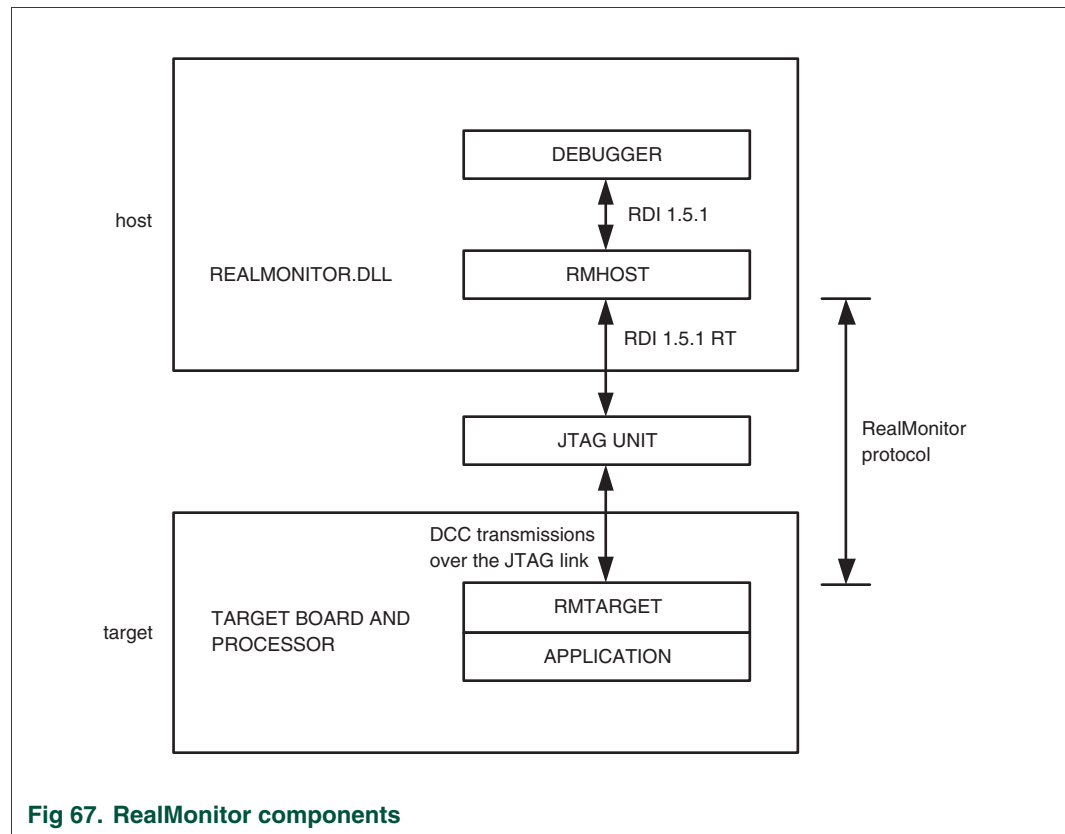 DEBUGGER
RDI 1.5.1
host
REALMONITOR.DLL
RMHOST
RDI 1.5.1 RT
JTAG UNIT
RealMonitor
protocol
DCC transmissions
over the JTAG link
target
TARGET BOARD AND
PROCESSOR
RMTARGET
APPLICATION
Fig 67. RealMonitor components